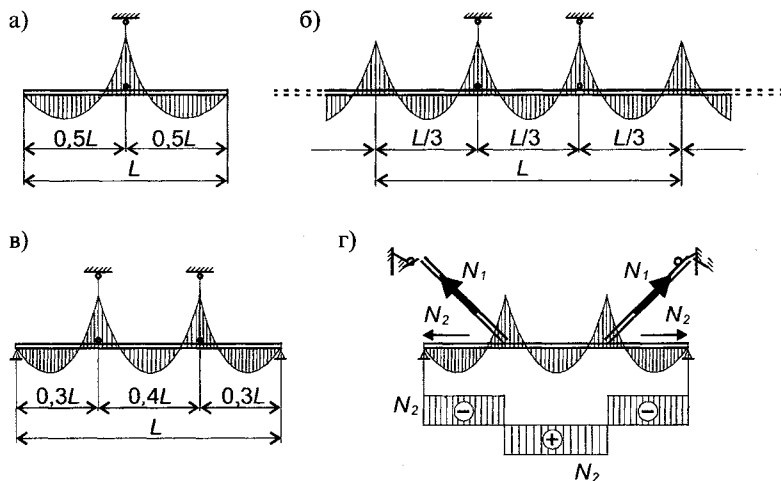 а)
0,5L 0,5L
L
б)
L/3 L/3 L/3
L
в)
0,3L 0,4L 0,3L
L
г)
N1 N1
N2 N2
N2 − + −
N2